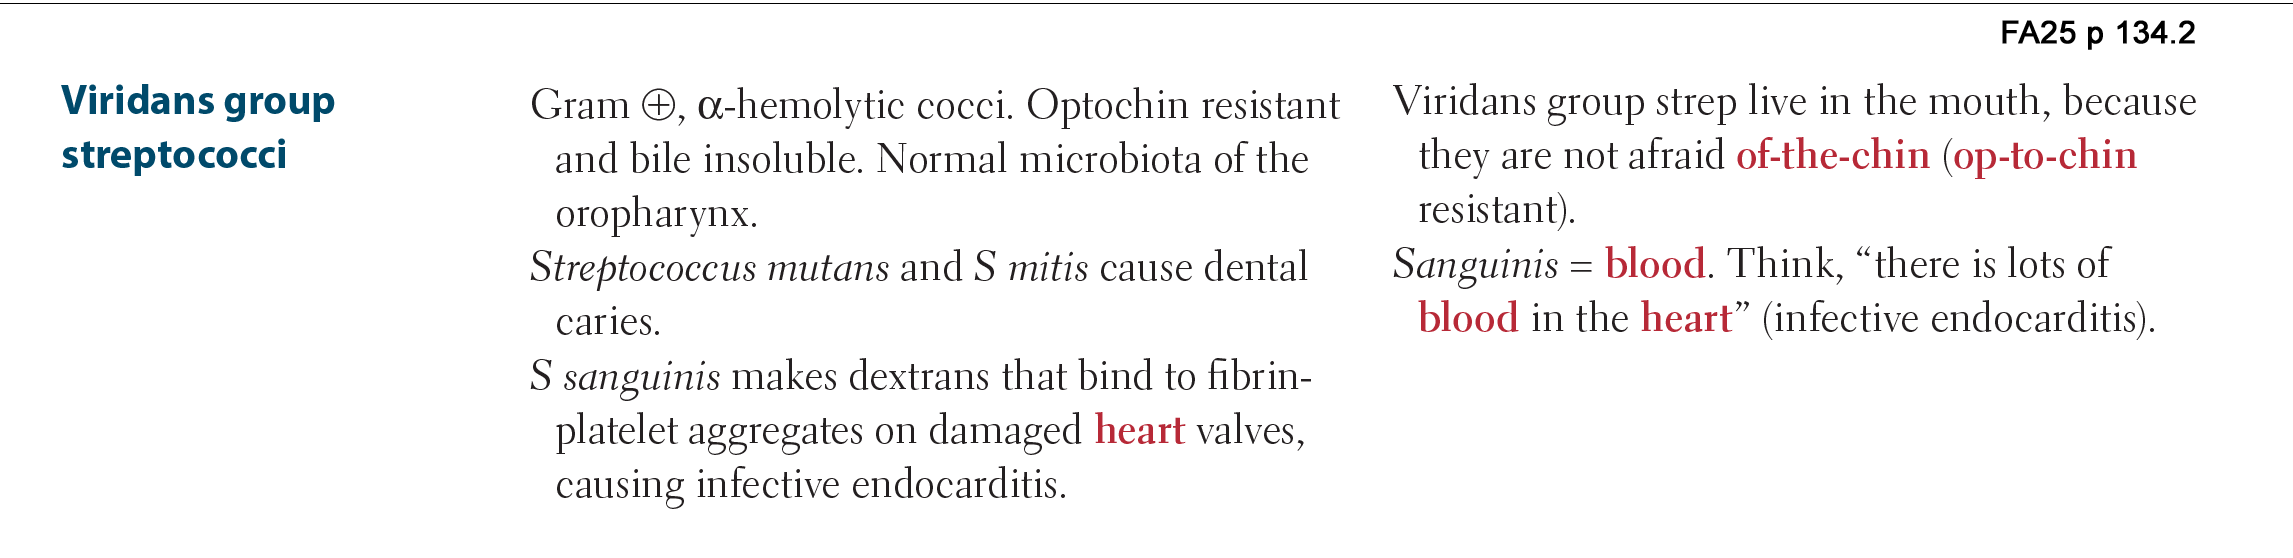 FA25 p 134.2
Viridans group
streptococci
Gram ⊕, α-hemolytic cocci. Optochin resistant
and bile insoluble. Normal microbiota of the
oropharynx.
Streptococcus mutans and S mitis cause dental
caries.
S sanguinis makes dextrans that bind to fibrin-
platelet aggregates on damaged heart valves,
causing infective endocarditis.
Viridans group strep live in the mouth, because
they are not afraid of-the-chin (op-to-chin
resistant).
Sanguinis = blood. Think, “there is lots of
blood in the heart” (infective endocarditis).